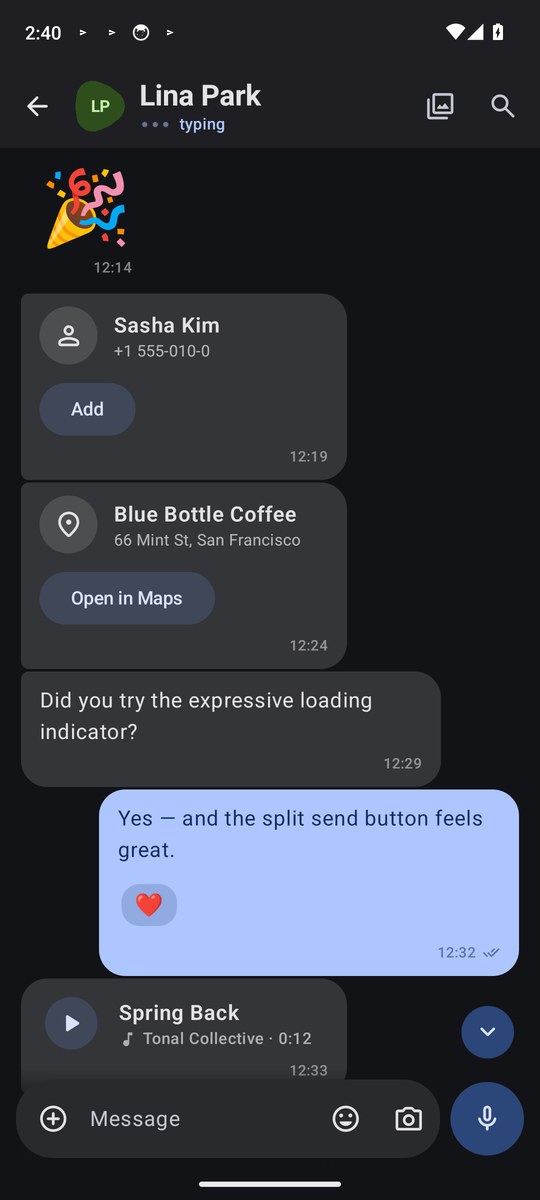 2:40
LP
Lina Park
typing
12:14
Sasha Kim
+1 555-010-0
Add
12:19
Blue Bottle Coffee
66 Mint St, San Francisco
Open in Maps
12:24
Did you try the expressive loading
indicator?
12:29
Yes — and the split send button feels
great.
12:32
Spring Back
Tonal Collective · 0:12
12:33
Message